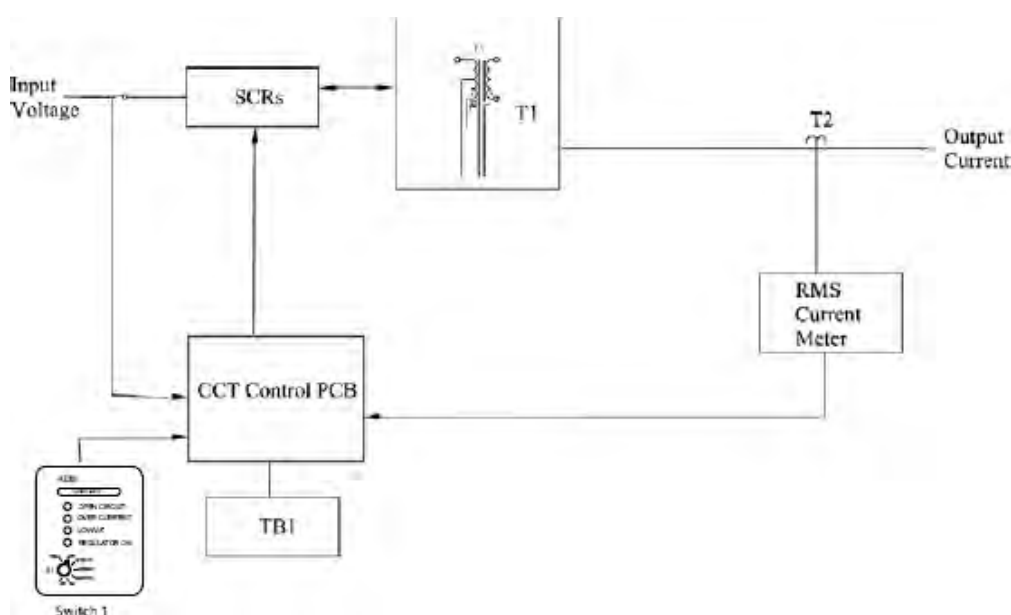 Input
Voltage
SCRs
T1
T2
Output
Current
RMS
Current
Meter
CCT Control PCB
TB1
OPEN CIRCUIT
OVER CURRENT
REGULATOR ON
Switch 1